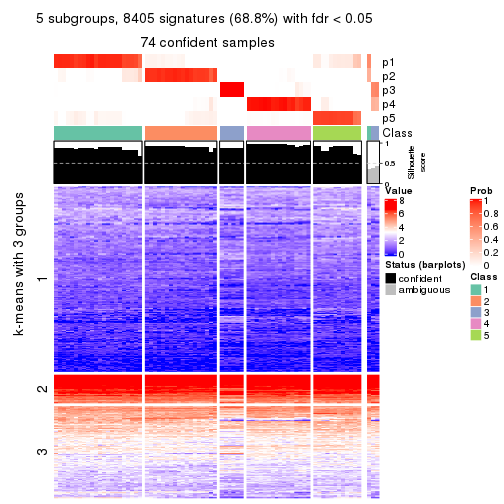 5 subgroups, 8405 signatures (68.8%) with fdr < 0.05
74 confident samples
p1
p2
p3
p4
p5
Class
1
0.5
0
Silhouette
score
k-means with 3 groups
1
2
3
Value
8
6
4
2
0
Status (barplots)
confident
ambiguous
Prob
1
0.8
0.6
0.4
0.2
0
Class
1
2
3
4
5